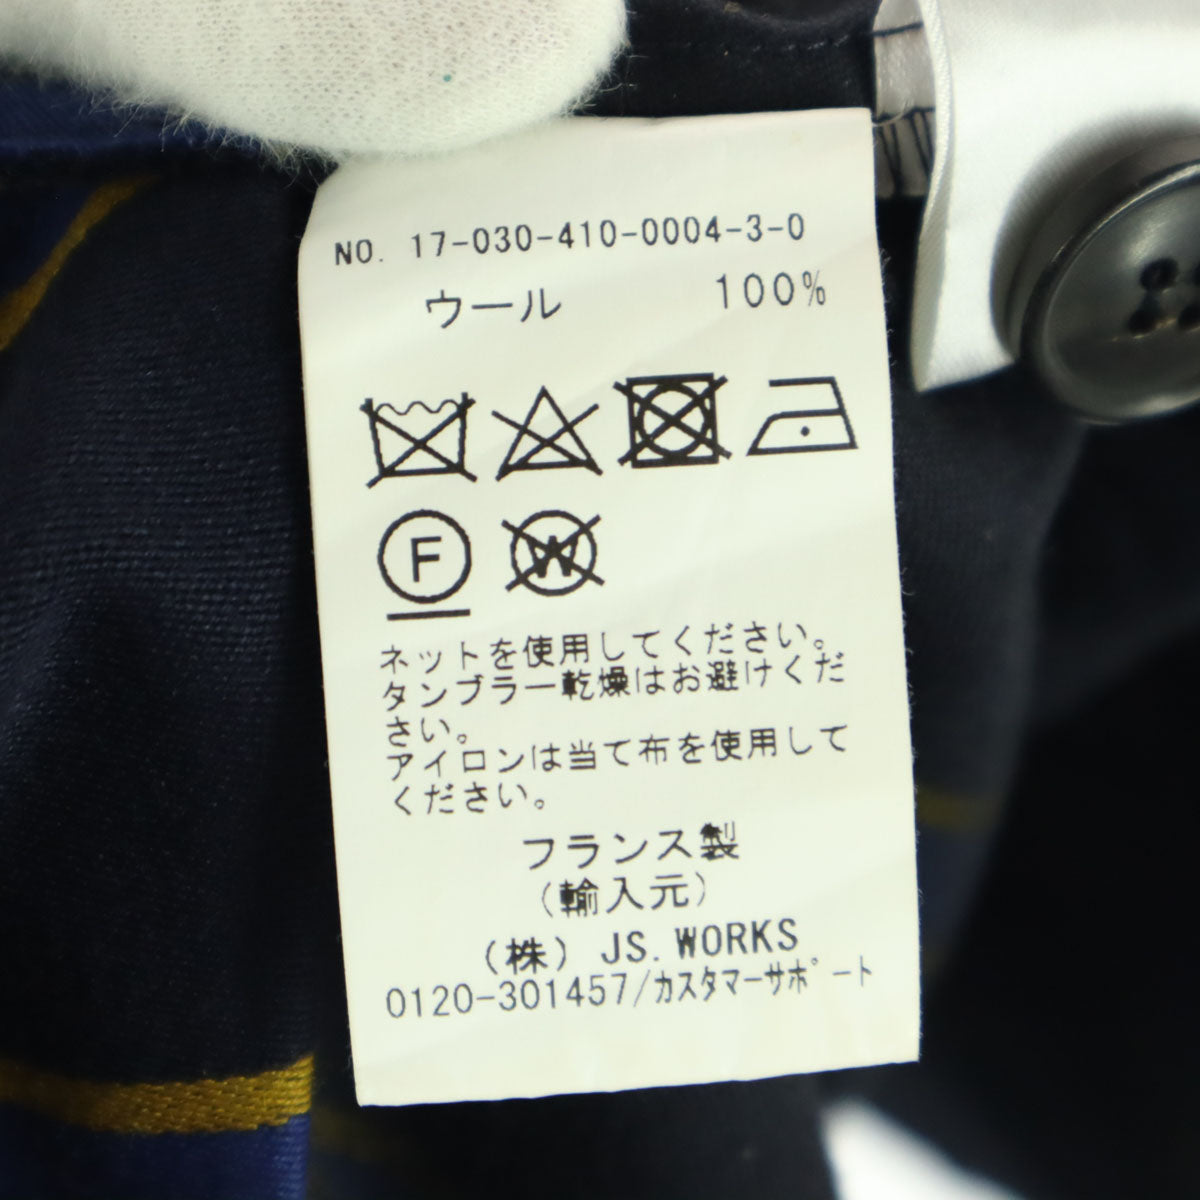 NO. 17-030-410-0004-3-0
ウール 100%
F W
ネットを使用してください。
タンブラー乾燥はお避けくだ
さい。
アイロンは当て布を使用して
ください。
フランス製
(輸入元)
(株) JS. WORKS
0120-301457/カスタマーサポート